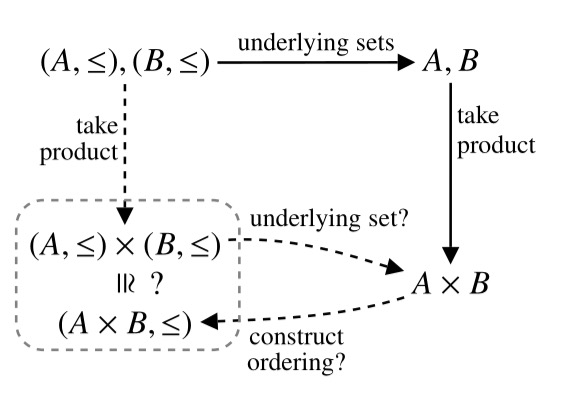 (A, ≤), (B, ≤)
underlying sets
A, B
take
product
take
product
underlying set?
(A, ≤) × (B, ≤)
A × B
≅ ?
(A × B, ≤)
construct
ordering?